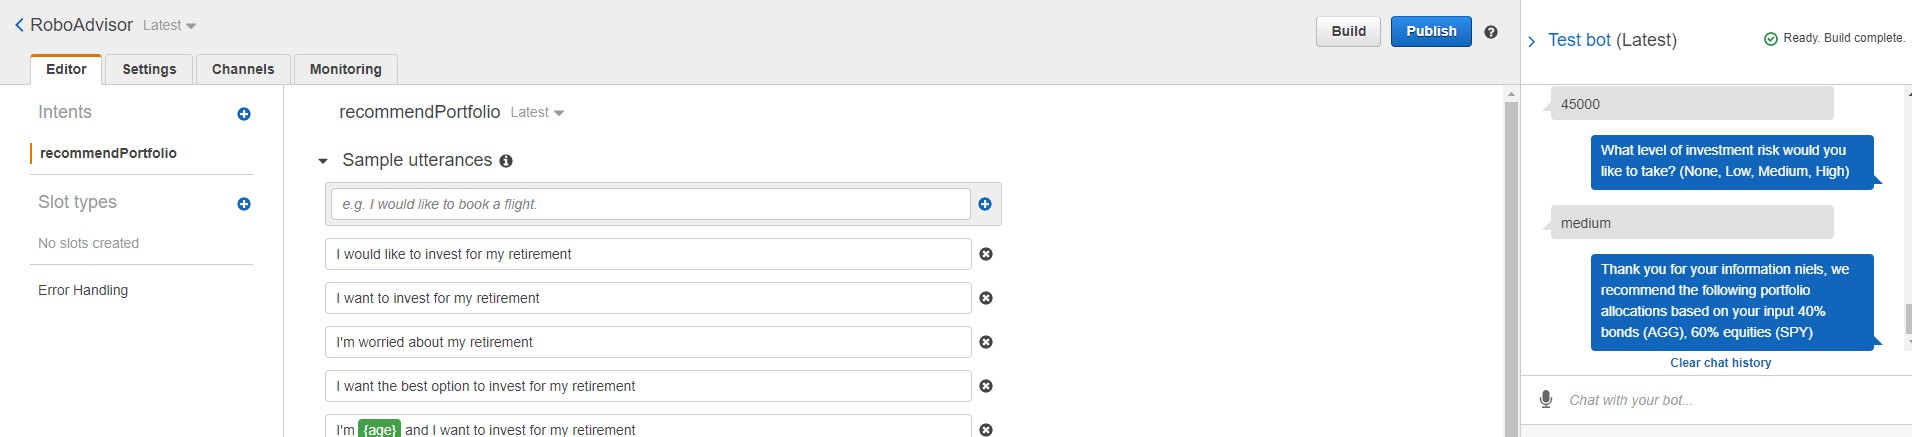 RoboAdvisor Latest
Build Publish
Editor Settings Channels Monitoring
Intents
recommendPortfolio
Slot types
No slots created
Error Handling
recommendPortfolio Latest
Sample utterances
e.g. I would like to book a flight.
I would like to invest for my retirement
I want to invest for my retirement
I'm worried about my retirement
I want the best option to invest for my retirement
I'm {age} and I want to invest for my retirement
Test bot (Latest)
Ready. Build complete.
45000
What level of investment risk would you
like to take? (None, Low, Medium, High)
medium
Thank you for your information niels, we
recommend the following portfolio
allocations based on your input 40%
bonds (AGG), 60% equities (SPY)
Clear chat history
Chat with your bot...